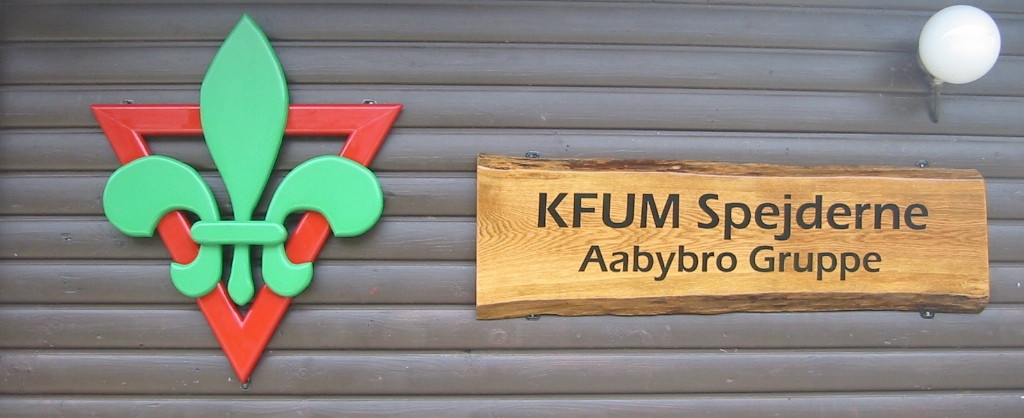 KFUM Spejderne
Aabybro Gruppe